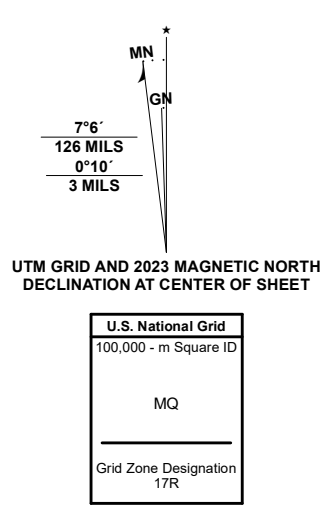 MN
GN
7°6´
126 MILS
0°10´
3 MILS
UTM GRID AND 2023 MAGNETIC NORTH
DECLINATION AT CENTER OF SHEET
U.S. National Grid
100,000 - m Square ID
MQ
Grid Zone Designation
17R